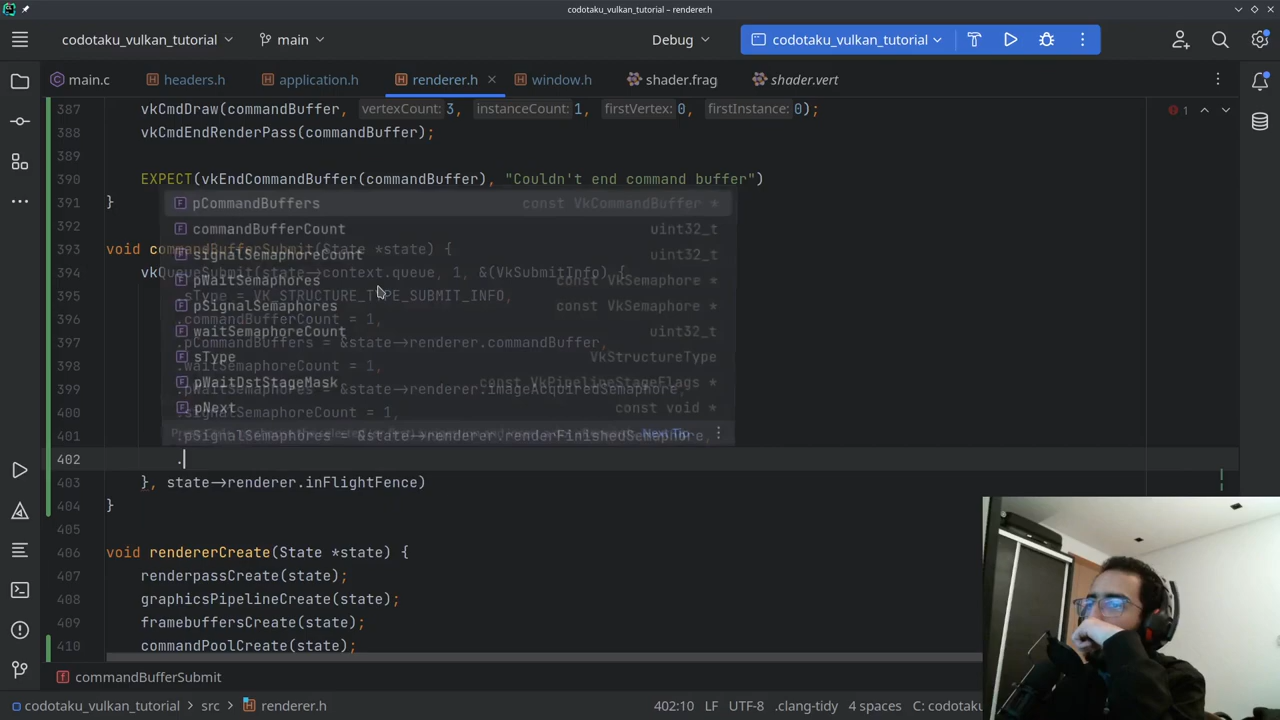 codotaku_vulkan_tutorial – renderer.h
codotaku_vulkan_tutorial
main
Debug
codotaku_vulkan_tutorial
main.c
headers.h
application.h
renderer.h
window.h
shader.frag
shader.vert
387 vkCmdDraw(commandBuffer, vertexCount: 3, instanceCount: 1, firstVertex: 0, firstInstance: 0);
1
388 vkCmdEndRenderPass(commandBuffer);
389
390 EXPECT(vkEndCommandBuffer(commandBuffer), "Couldn't end command buffer")
391 }
pCommandBuffers const VkCommandBuffer *
392
commandBufferCount uint32_t
393 void commandBufferSubmit(State *state) {
signalSemaphoreCount uint32_t
394 vkQueueSubmit(state->context.queue, 1, &(VkSubmitInfo) {
pWaitSemaphores const VkSemaphore *
395 .sType = VK_STRUCTURE_TYPE_SUBMIT_INFO,
pSignalSemaphores const VkSemaphore *
396 .commandBufferCount = 1,
waitSemaphoreCount uint32_t
397 .pCommandBuffers = &state->renderer.commandBuffer,
sType VkStructureType
398 .waitSemaphoreCount = 1,
pWaitDstStageMask const VkPipelineStageFlags *
399 .pWaitSemaphores = &state->renderer.imageAcquiredSemaphore,
pNext const void *
400 .signalSemaphoreCount = 1,
Next Tip
401 .pSignalSemaphores = &state->renderer.renderFinishedSemaphore,
402 .
403 }, state->renderer.inFlightFence)
404 }
405
406 void rendererCreate(State *state) {
407 renderpassCreate(state);
408 graphicsPipelineCreate(state);
409 framebuffersCreate(state);
410 commandPoolCreate(state);
commandBufferSubmit
codotaku_vulkan_tutorial > src > renderer.h
402:10 LF UTF-8 .clang-tidy 4 spaces C: codotaku